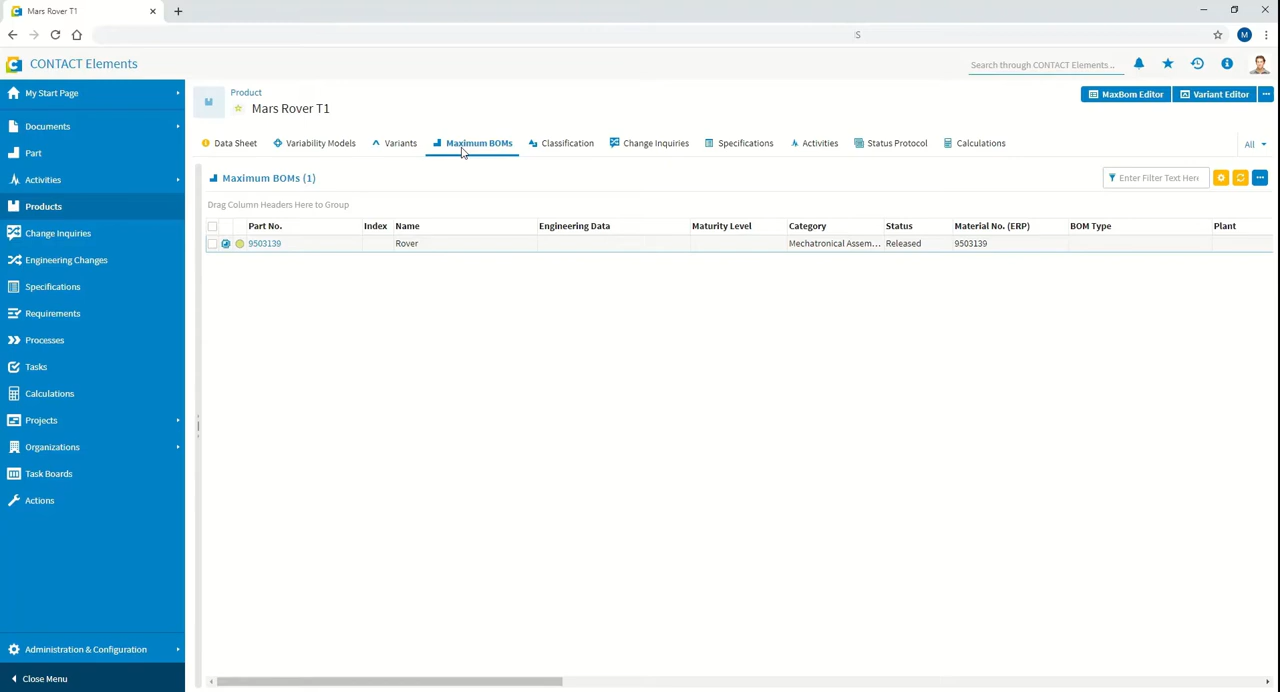 Mars Rover T1
S
M
CONTACT Elements
Search through CONTACT Elements...
My Start Page
Documents
Part
Activities
Products
Change Inquiries
Engineering Changes
Specifications
Requirements
Processes
Tasks
Calculations
Projects
Organizations
Task Boards
Actions
Administration & Configuration
Close Menu
Product
Mars Rover T1
MaxBom Editor
Variant Editor
Data Sheet
Variability Models
Variants
Maximum BOMs
Classification
Change Inquiries
Specifications
Activities
Status Protocol
Calculations
All
Maximum BOMs (1)
Enter Filter Text Here
Drag Column Headers Here to Group
Part No. Index Name Engineering Data Maturity Level Category Status Material No. (ERP) BOM Type Plant
9503139 Rover Mechatronical Assem... Released 9503139